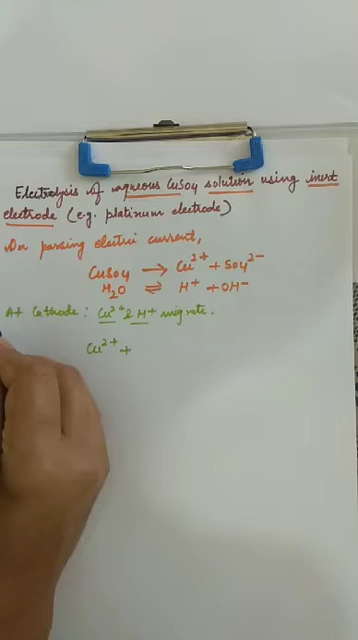 Electrolysis of aqueous CuSO4 solution using inert
electrode (e.g. platinum electrode)
On passing electric current,
CuSO4 → Cu²⁺ + SO4²⁻
H₂O ⇌ H⁺ + OH⁻
At Cathode : Cu²⁺ & H⁺ migrate.
Cu²⁺ +